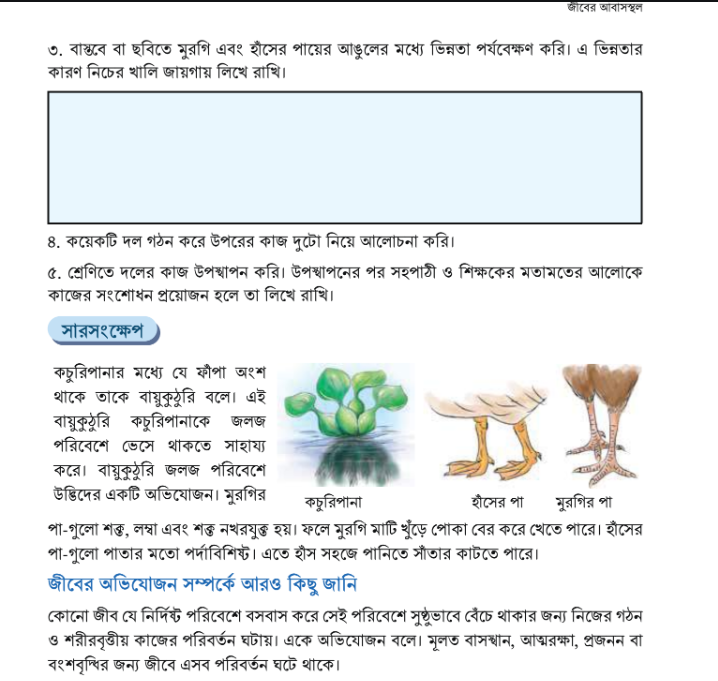 জীবের আবাসস্থল
৩. বাস্তবে বা ছবিতে মুরগি এবং হাঁসের পায়ের আঙুলের মধ্যে ভিন্নতা পর্যবেক্ষণ করি। এ ভিন্নতার
কারণ নিচের খালি জায়গায় লিখে রাখি।
৪. কয়েকটি দল গঠন করে উপরের কাজ দুটো নিয়ে আলোচনা করি।
৫. শ্রেণিতে দলের কাজ উপস্থাপন করি। উপস্থাপনের পর সহপাঠী ও শিক্ষকের মতামতের আলোকে
কাজের সংশোধন প্রয়োজন হলে তা লিখে রাখি।
সারসংক্ষেপ
কচুরিপানার মধ্যে যে ফাঁপা অংশ
থাকে তাকে বায়ুকুঠুরি বলে। এই
বায়ুকুঠুরি কচুরিপানাকে জলজ
পরিবেশে ভেসে থাকতে সাহায্য
করে। বায়ুকুঠুরি জলজ পরিবেশে
উদ্ভিদের একটি অভিযোজন। মুরগির
কচুরিপানা
হাঁসের পা
মুরগির পা
পা-গুলো শক্ত, লম্বা এবং শক্ত নখরযুক্ত হয়। ফলে মুরগি মাটি খুঁড়ে পোকা বের করে খেতে পারে। হাঁসের
পা-গুলো পাতার মতো পর্দাবিশিষ্ট। এতে হাঁস সহজে পানিতে সাঁতার কাটতে পারে।
জীবের অভিযোজন সম্পর্কে আরও কিছু জানি
কোনো জীব যে নির্দিষ্ট পরিবেশে বসবাস করে সেই পরিবেশে সুষ্ঠুভাবে বেঁচে থাকার জন্য নিজের গঠন
ও শরীরবৃত্তীয় কাজের পরিবর্তন ঘটায়। একে অভিযোজন বলে। মূলত বাসস্থান, আত্মরক্ষা, প্রজনন বা
বংশবৃদ্ধির জন্য জীবে এসব পরিবর্তন ঘটে থাকে।